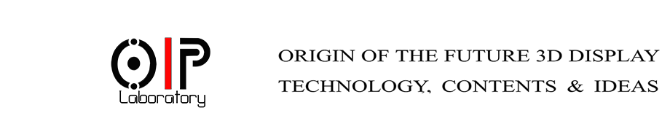 OIP
Laboratory
ORIGIN OF THE FUTURE 3D DISPLAY
TECHNOLOGY, CONTENTS & IDEAS